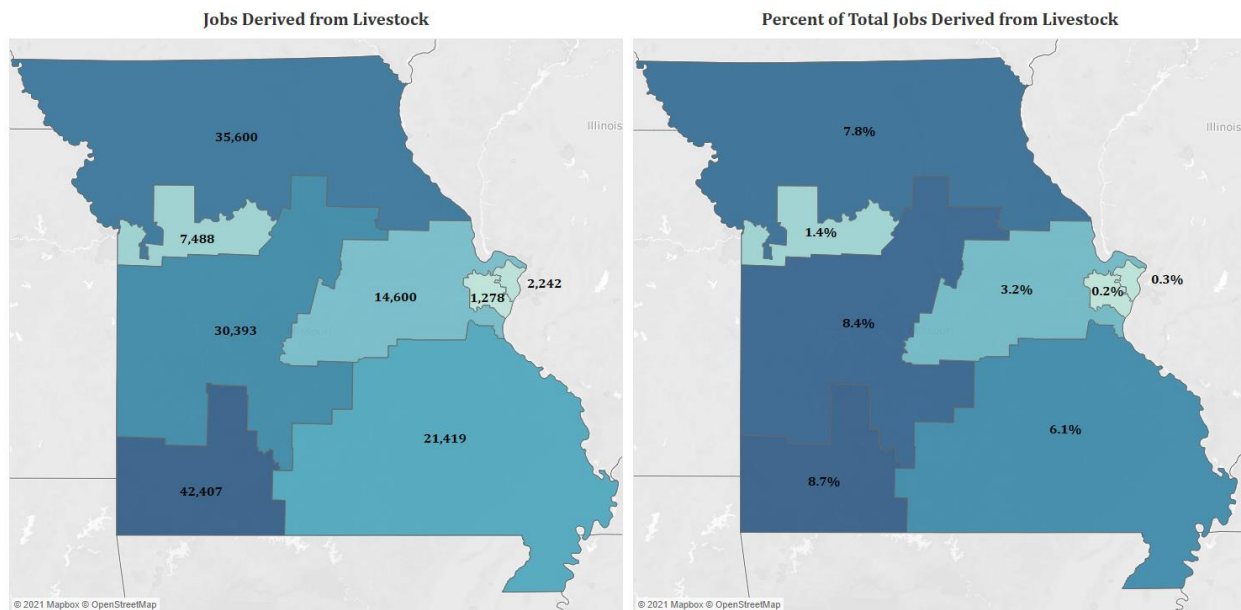 Jobs Derived from Livestock
35,600
Illinois
7,488
2,242
1,278
14,600
30,393
21,419
42,407
© 2021 Mapbox © OpenStreetMap
Percent of Total Jobs Derived from Livestock
7.8%
Illinois
1.4%
0.3%
3.2%
0.2%
8.4%
6.1%
8.7%
© 2021 Mapbox © OpenStreetMap